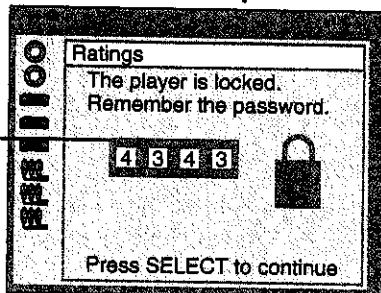 Ratings
The player is locked.
Remember the password.
4 3 4 3
Press SELECT to continue